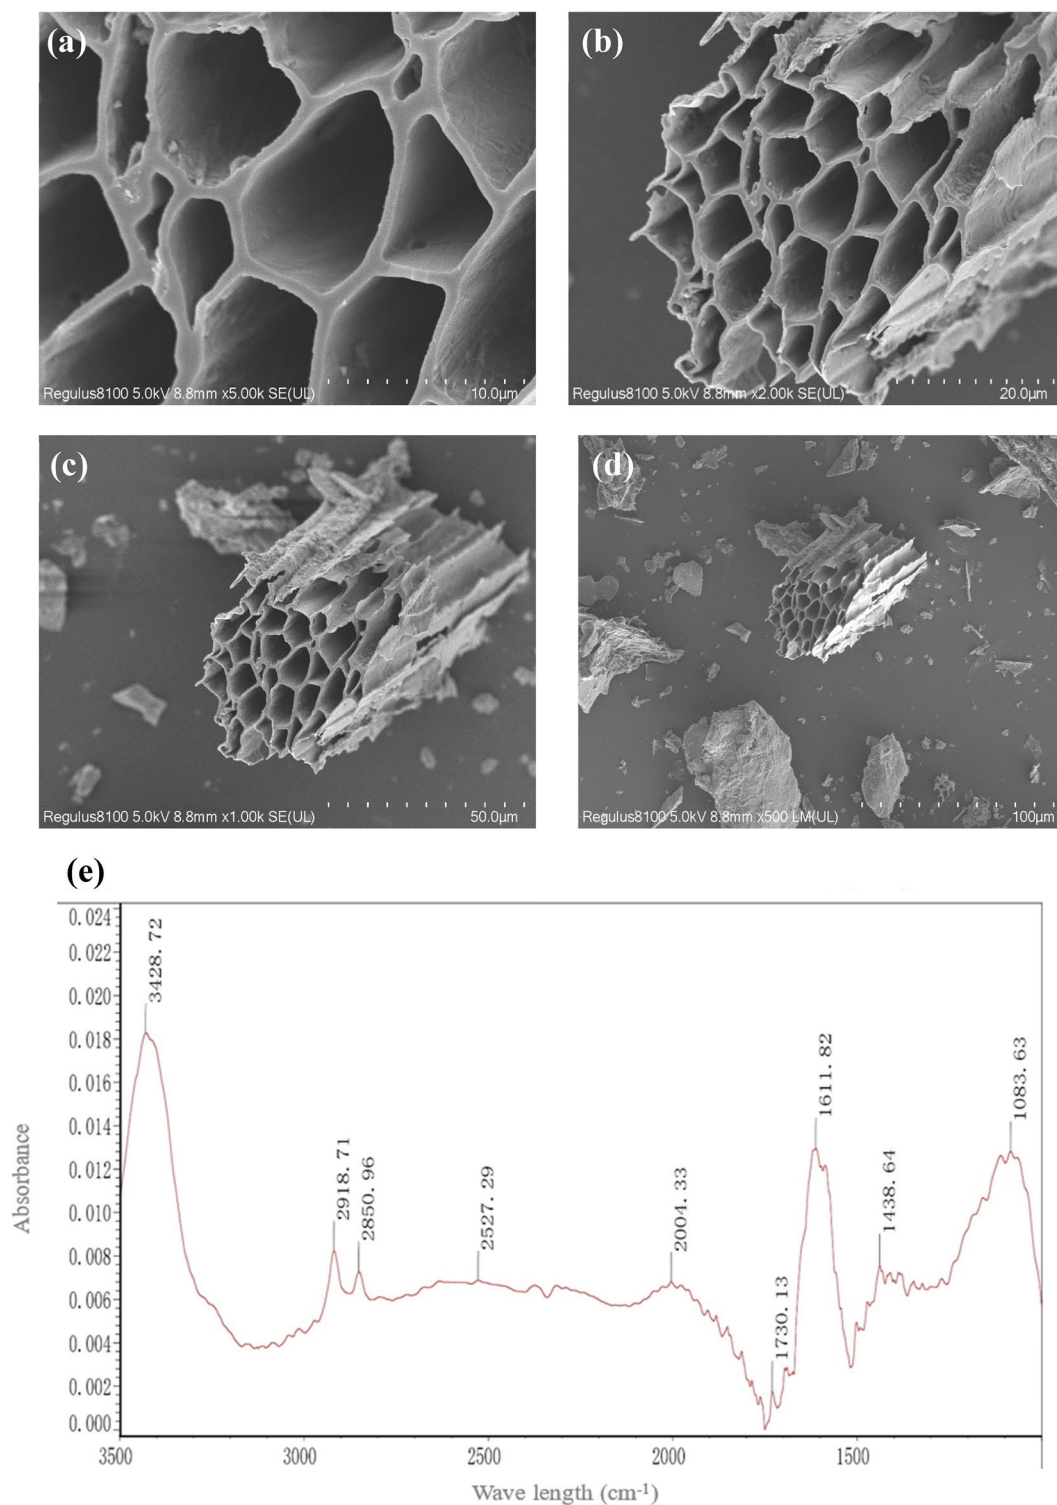 (a)
Regulus8100 5.0kV 8.8mm x5.00k SE(UL) 10.0μm
(b)
Regulus8100 5.0kV 8.8mm x2.00k SE(UL) 20.0μm
(c)
Regulus8100 5.0kV 8.8mm x1.00k SE(UL) 50.0μm
(d)
Regulus8100 5.0kV 8.8mm x500 LM(UL) 100μm
(e)
Absorbance
0.024
0.022
0.020
0.018
0.016
0.014
0.012
0.010
0.008
0.006
0.004
0.002
0.000
3428.72
2918.71
2850.96
2527.29
2004.33
1730.13
1611.82
1438.64
1083.63
3500 3000 2500 2000 1500
Wave length (cm-1)